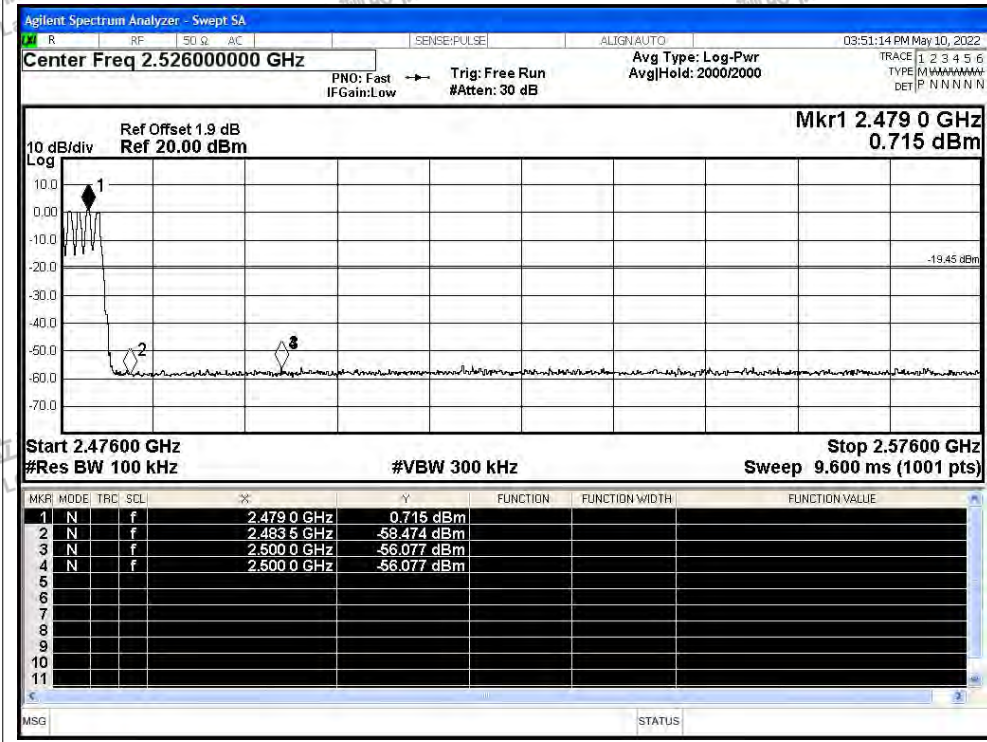 Agilent Spectrum Analyzer - Swept SA
R RF 50 Ω AC SENSE:PULSE ALIGN AUTO 03:51:14 PM May 10, 2022
Center Freq 2.526000000 GHz
PNO: Fast Trig: Free Run Avg Type: Log-Pwr TRACE 1 2 3 4 5 6
IFGain:Low #Atten: 30 dB Avg|Hold: 2000/2000 TYPE M
DET P N N N N N
Mkr1 2.479 0 GHz
Ref Offset 1.9 dB
10 dB/div Ref 20.00 dBm 0.715 dBm
Log
10.0
1
0.00
-10.0
-20.0
-19.45 dBm
-30.0
-40.0
-50.0
2
3
-60.0
-70.0
Start 2.47600 GHz Stop 2.57600 GHz
#Res BW 100 kHz #VBW 300 kHz Sweep 9.600 ms (1001 pts)
MKR MODE TRC SCL X Y FUNCTION FUNCTION WIDTH FUNCTION VALUE
1 N f 2.479 0 GHz 0.715 dBm
2 N f 2.483 5 GHz -58.474 dBm
3 N f 2.500 0 GHz -56.077 dBm
4 N f 2.500 0 GHz -56.077 dBm
5
6
7
8
9
10
11
MSG STATUS